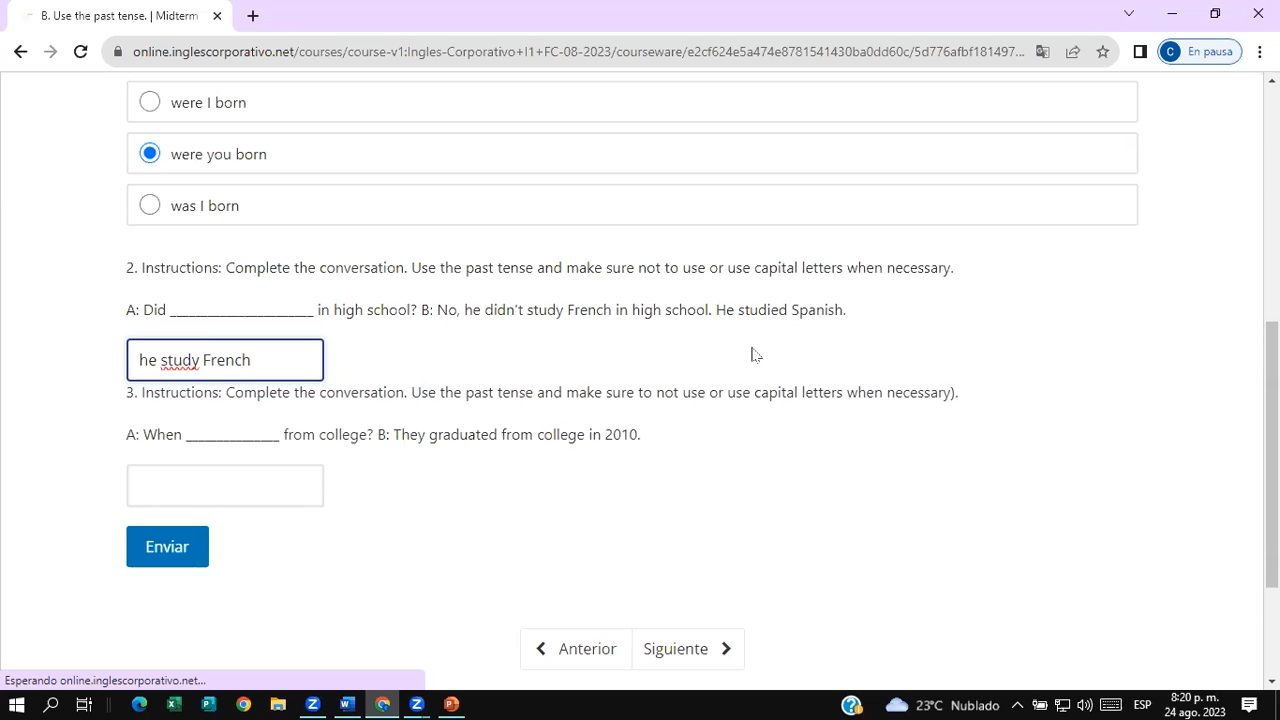 B. Use the past tense. | Midterm
online.inglescorporativo.net/courses/course-v1:Ingles-Corporativo+I1+FC-08-2023/courseware/e2cf624e5a474e8781541430ba0dd60c/5d776afbf181497...
C En pausa
were I born
were you born
was I born
2. Instructions: Complete the conversation. Use the past tense and make sure not to use or use capital letters when necessary.
A: Did ____________________ in high school? B: No, he didn't study French in high school. He studied Spanish.
he study French
3. Instructions: Complete the conversation. Use the past tense and make sure to not use or use capital letters when necessary).
A: When _____________ from college? B: They graduated from college in 2010.
Enviar
Anterior Siguiente
Esperando online.inglescorporativo.net...
23°C Nublado ESP 8:20 p. m.
24 ago. 2023